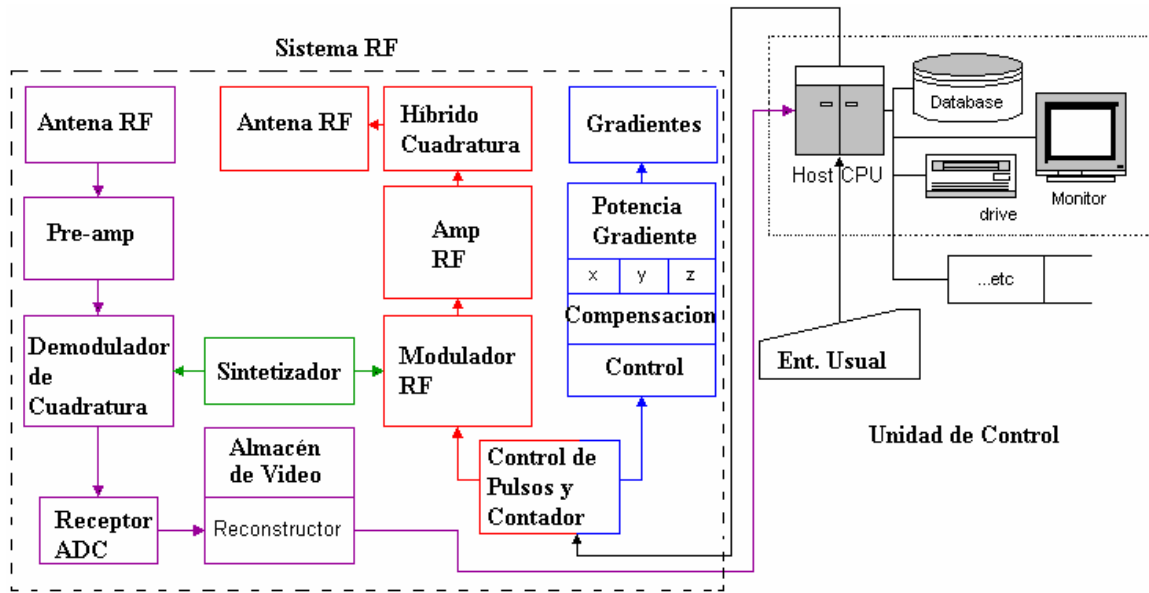 Sistema RF
Antena RF
Pre-amp
Demodulador
de
Cuadratura
Receptor
ADC
Antena RF
Sintetizador
Almacén
de Video
Reconstructor
Híbrido
Cuadratura
Amp
RF
Modulador
RF
Control de
Pulsos y
Contador
Gradientes
Potencia
Gradiente
x y z
Compensacion
Control
Host CPU
Database
drive
Monitor
...etc
Ent. Usual
Unidad de Control